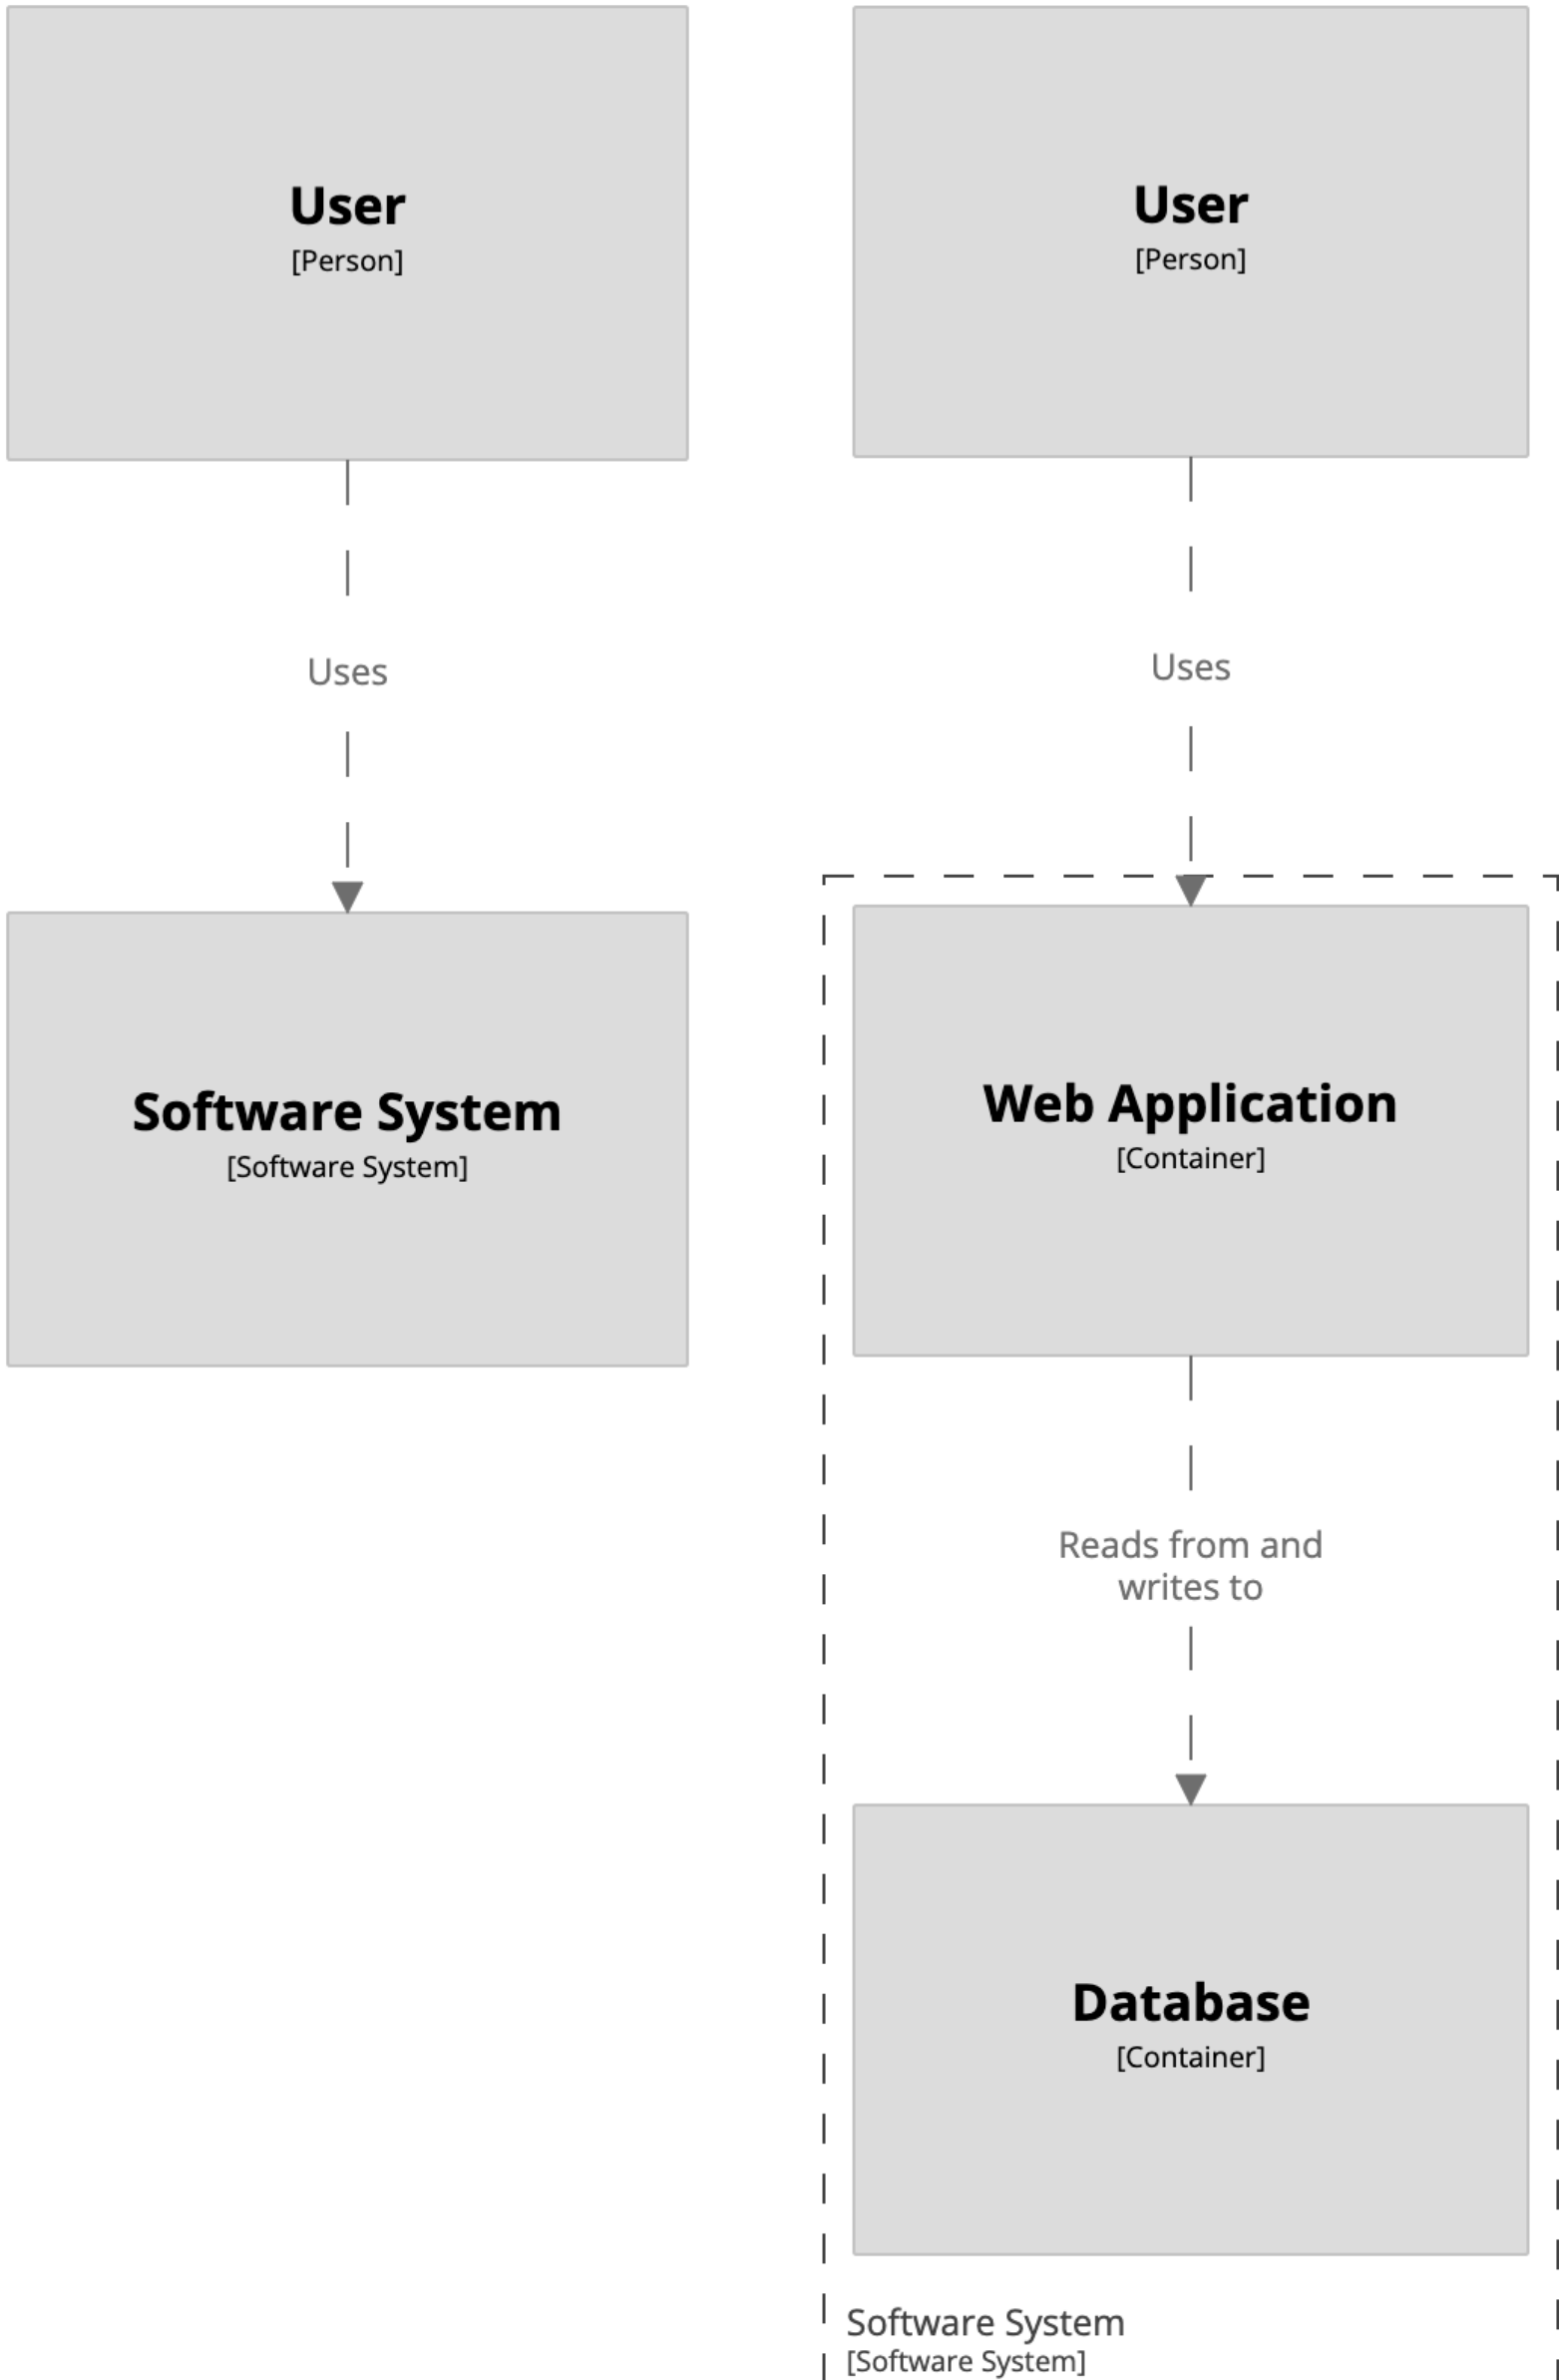 User
[Person]
Uses
Software System
[Software System]
User
[Person]
Uses
Web Application
[Container]
Reads from and
writes to
Database
[Container]
Software System
[Software System]